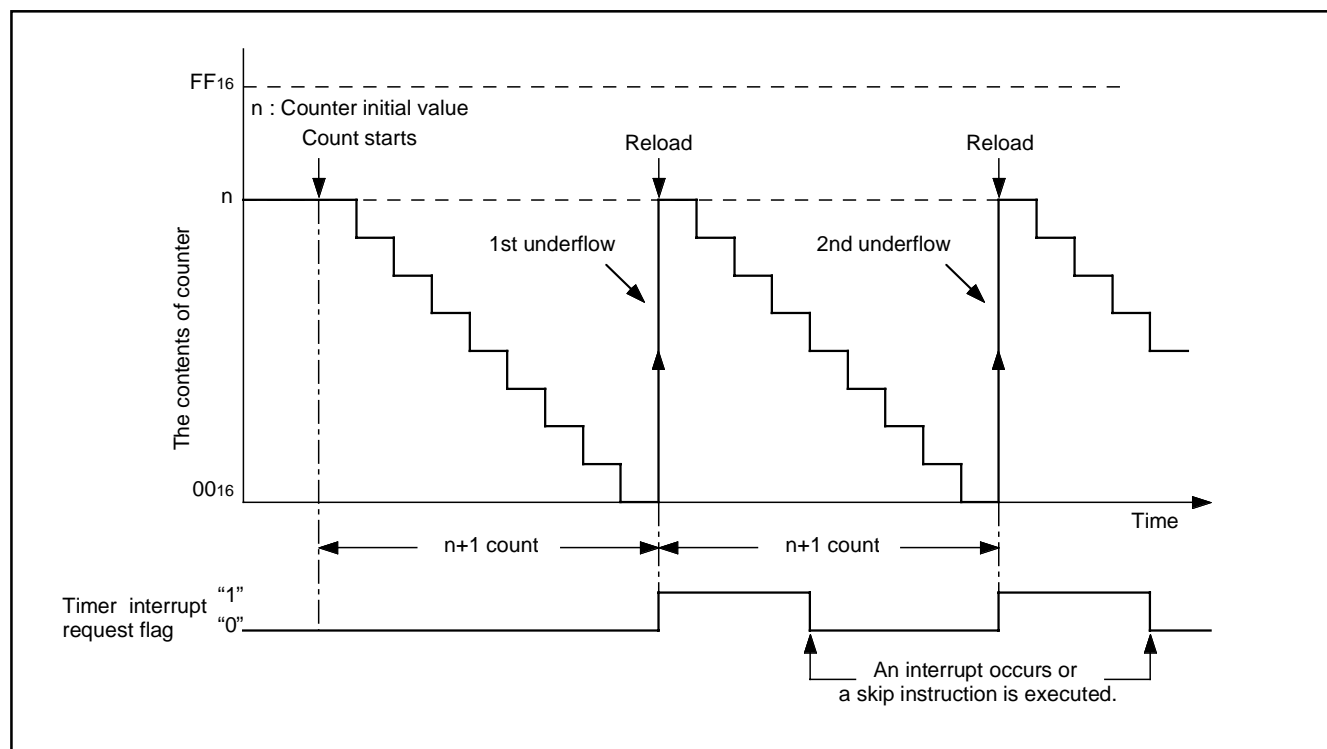 FF16
n : Counter initial value
Count starts
Reload
Reload
n
1st underflow
2nd underflow
The contents of counter
0016
Time
n+1 count
n+1 count
Timer interrupt
request flag
“1”
“0”
An interrupt occurs or
a skip instruction is executed.